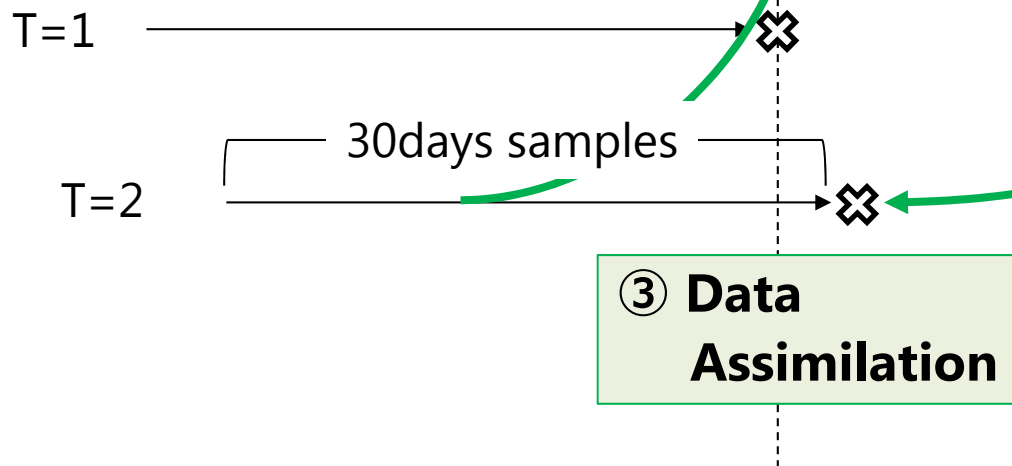 T=1
30days samples
T=2
③ Data
Assimilation